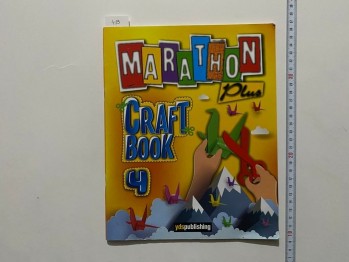 MARATHON
Plus
CRAFT
BOOK
4
ydspublishing